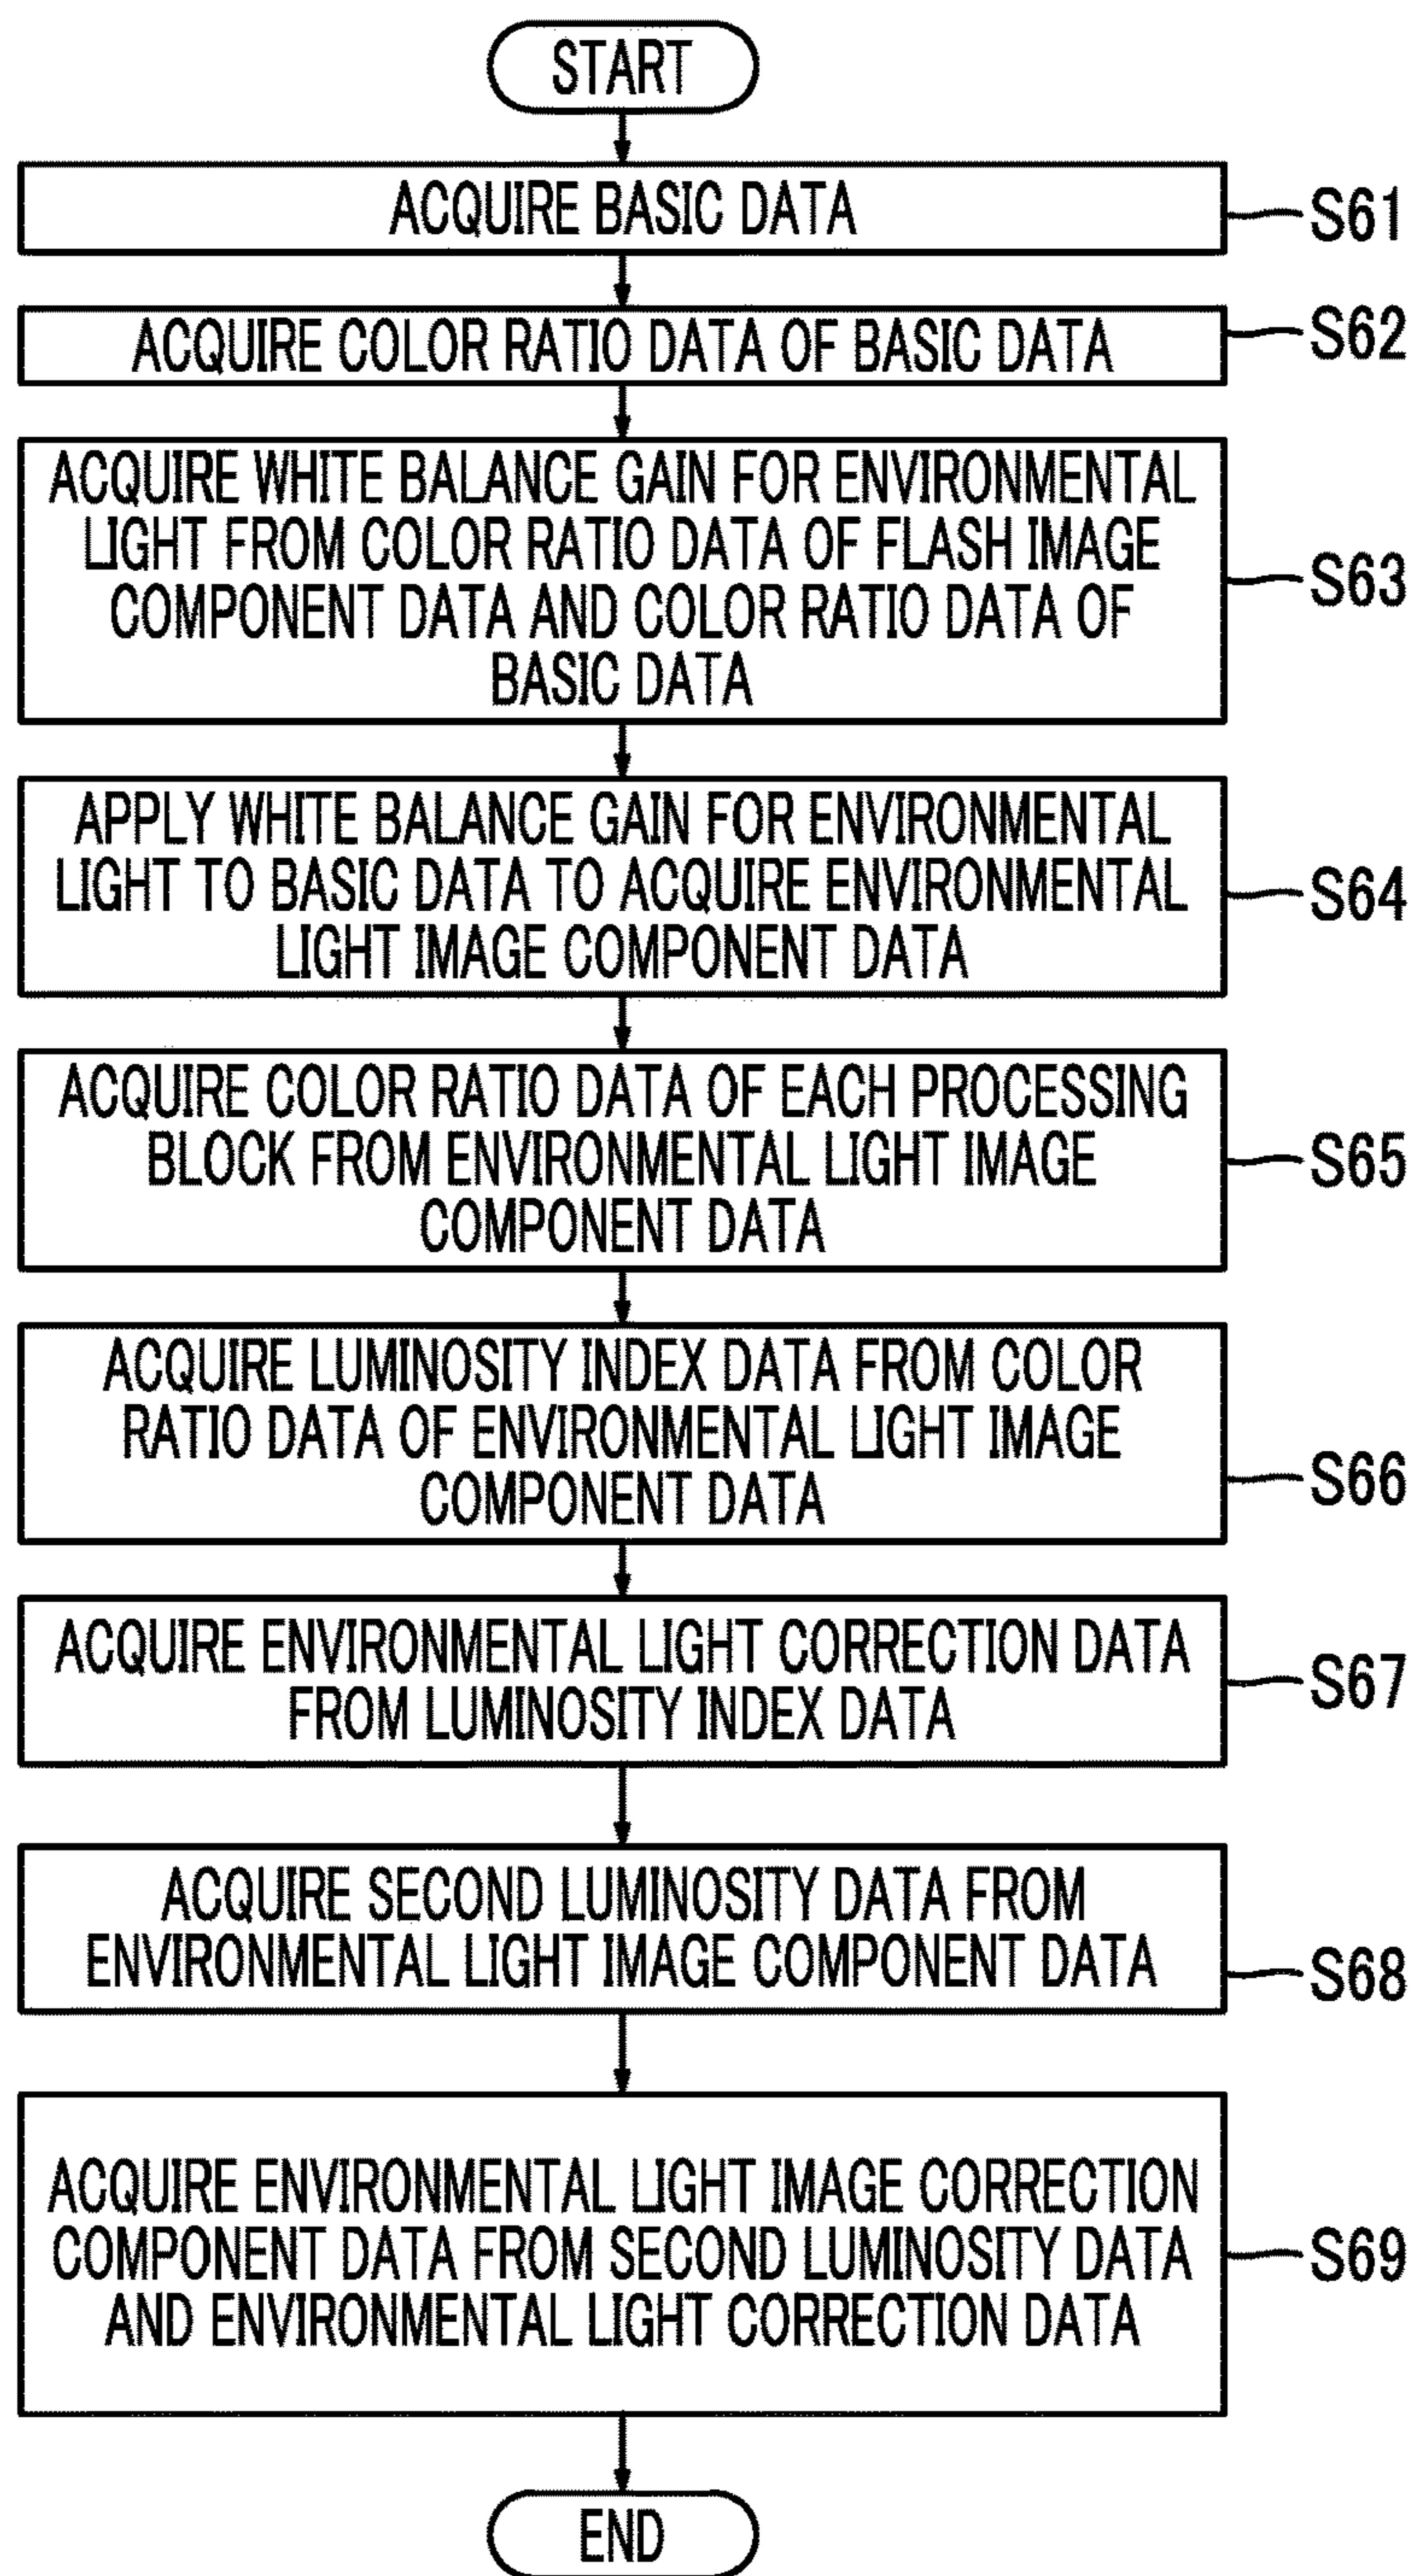 START
ACQUIRE BASIC DATA
S61
ACQUIRE COLOR RATIO DATA OF BASIC DATA
S62
ACQUIRE WHITE BALANCE GAIN FOR ENVIRONMENTAL
LIGHT FROM COLOR RATIO DATA OF FLASH IMAGE
COMPONENT DATA AND COLOR RATIO DATA OF
BASIC DATA
S63
APPLY WHITE BALANCE GAIN FOR ENVIRONMENTAL
LIGHT TO BASIC DATA TO ACQUIRE ENVIRONMENTAL
LIGHT IMAGE COMPONENT DATA
S64
ACQUIRE COLOR RATIO DATA OF EACH PROCESSING
BLOCK FROM ENVIRONMENTAL LIGHT IMAGE
COMPONENT DATA
S65
ACQUIRE LUMINOSITY INDEX DATA FROM COLOR
RATIO DATA OF ENVIRONMENTAL LIGHT IMAGE
COMPONENT DATA
S66
ACQUIRE ENVIRONMENTAL LIGHT CORRECTION DATA
FROM LUMINOSITY INDEX DATA
S67
ACQUIRE SECOND LUMINOSITY DATA FROM
ENVIRONMENTAL LIGHT IMAGE COMPONENT DATA
S68
ACQUIRE ENVIRONMENTAL LIGHT IMAGE CORRECTION
COMPONENT DATA FROM SECOND LUMINOSITY DATA
AND ENVIRONMENTAL LIGHT CORRECTION DATA
S69
END